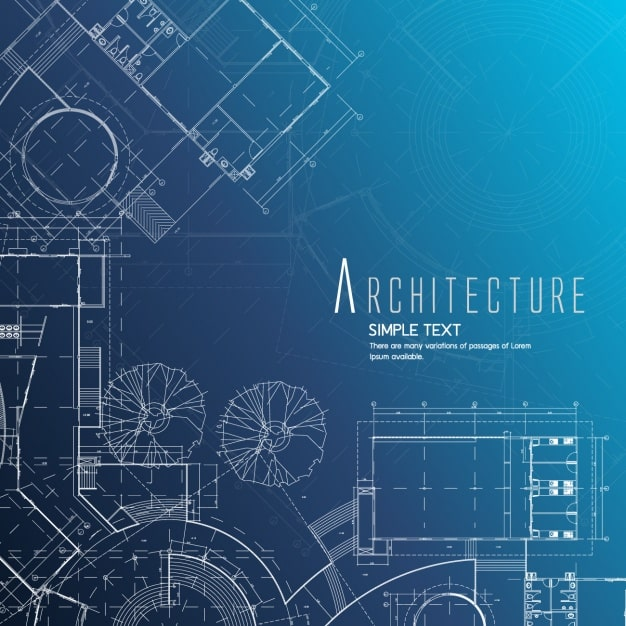 ARCHITECTURE
SIMPLE TEXT
There are many variations of passages of Lorem
Ipsum available.